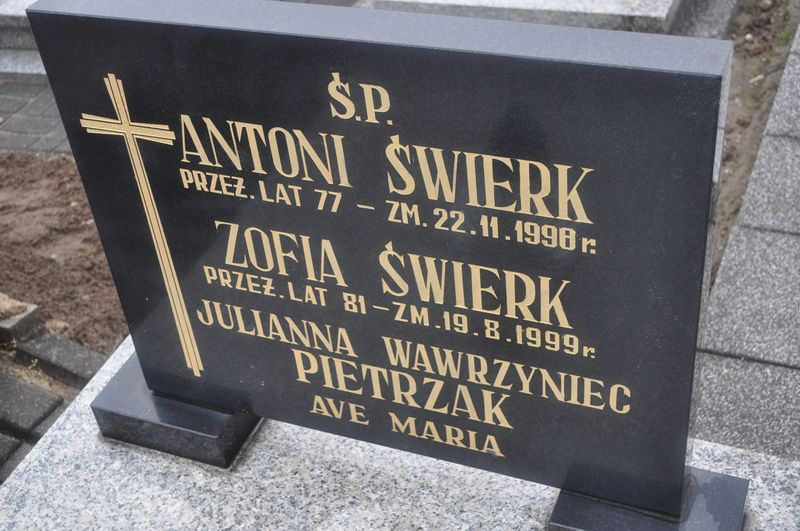 Ś.P.
ANTONI ŚWIERK
PRZEŻ. LAT 77 – ZM. 22.11.1998 r.
ZOFIA ŚWIERK
PRZEŻ. LAT 81 – ZM. 19.8.1999 r.
JULIANNA WAWRZYNIEC
PIETRZAK
AVE MARIA